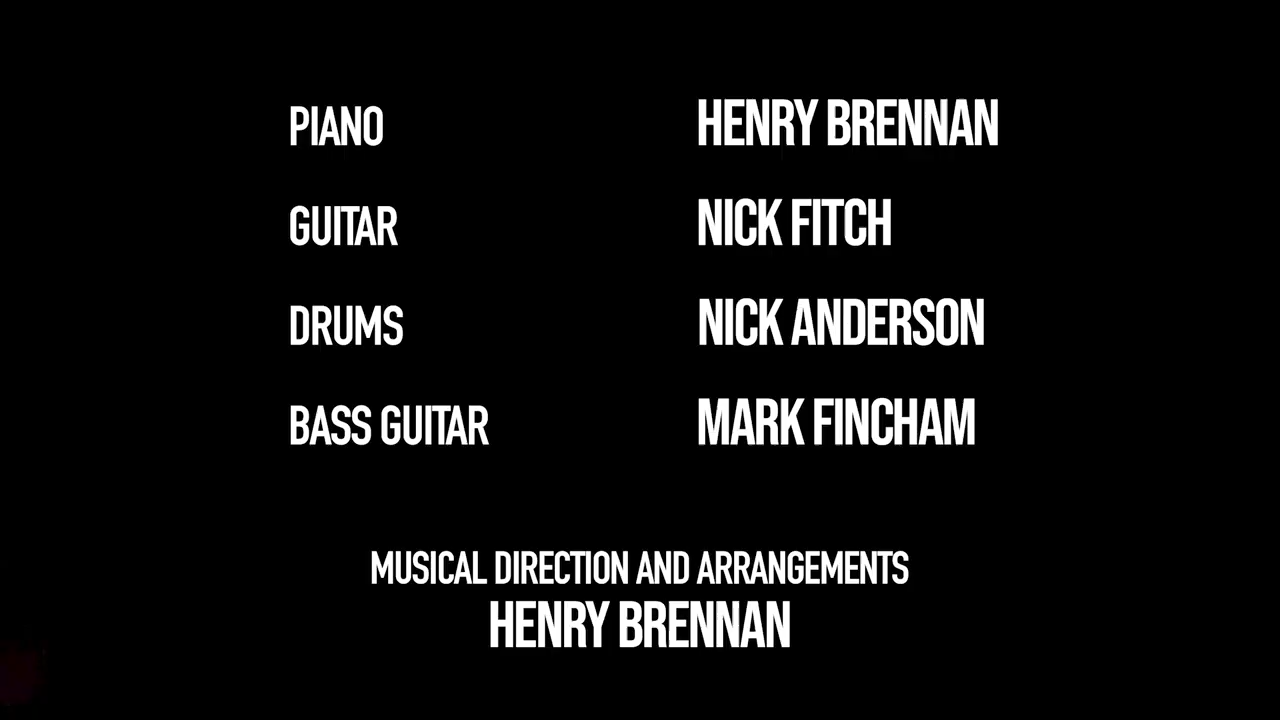 PIANO HENRY BRENNAN
GUITAR NICK FITCH
DRUMS NICK ANDERSON
BASS GUITAR MARK FINCHAM
MUSICAL DIRECTION AND ARRANGEMENTS
HENRY BRENNAN